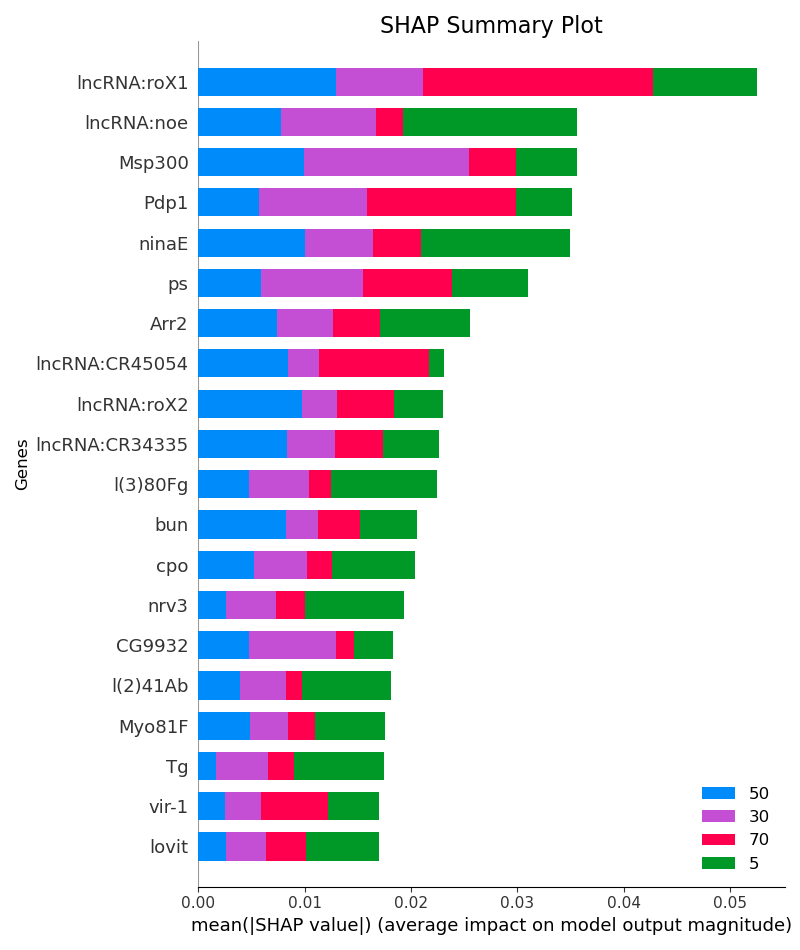 SHAP Summary Plot
lncRNA:roX1
lncRNA:noe
Msp300
Pdp1
ninaE
ps
Arr2
lncRNA:CR45054
lncRNA:roX2
lncRNA:CR34335
l(3)80Fg
bun
cpo
nrv3
CG9932
l(2)41Ab
Myo81F
Tg
vir-1
lovit
Genes
50
30
70
5
0.00 0.01 0.02 0.03 0.04 0.05
mean(|SHAP value|) (average impact on model output magnitude)